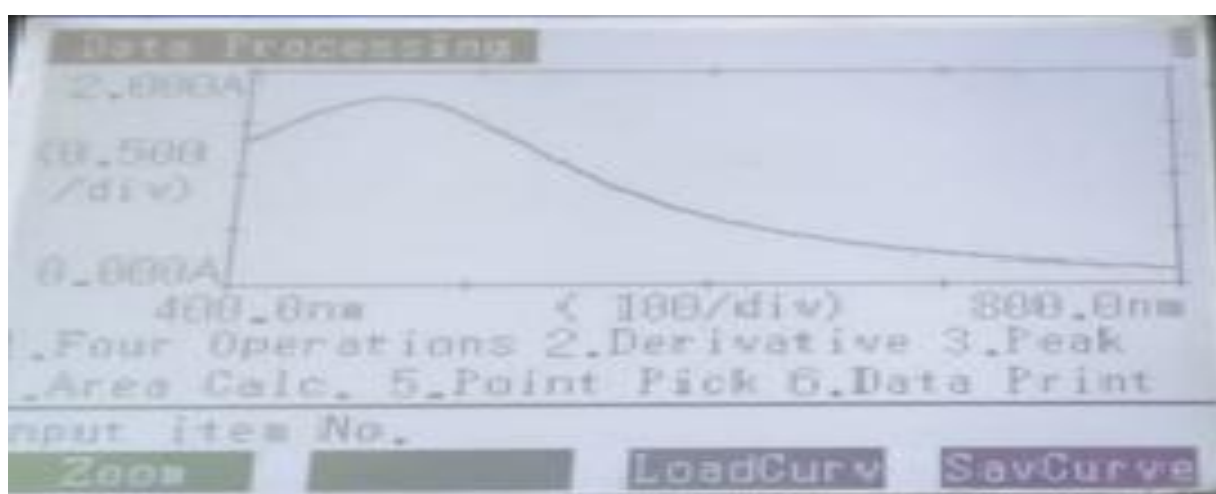 Data Processing
2.000A
(0.500
/div)
0.000A
400.0nm ( 100/div) 800.0nm
.Four Operations 2.Derivative 3.Peak
.Area Calc. 5.Point Pick 6.Data Print
nput item No.
Zoom LoadCurv SavCurve